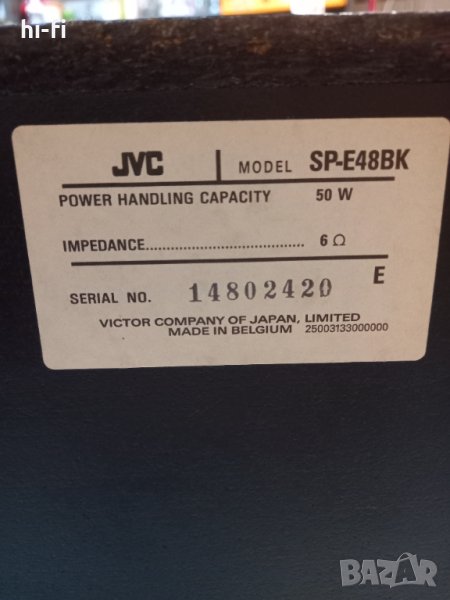 hi-fi
JVC MODEL SP-E48BK
POWER HANDLING CAPACITY 50 W
IMPEDANCE..................................... 6 Ω
E
SERIAL NO. 14802420
VICTOR COMPANY OF JAPAN, LIMITED
MADE IN BELGIUM 25003133000000
BAZAR